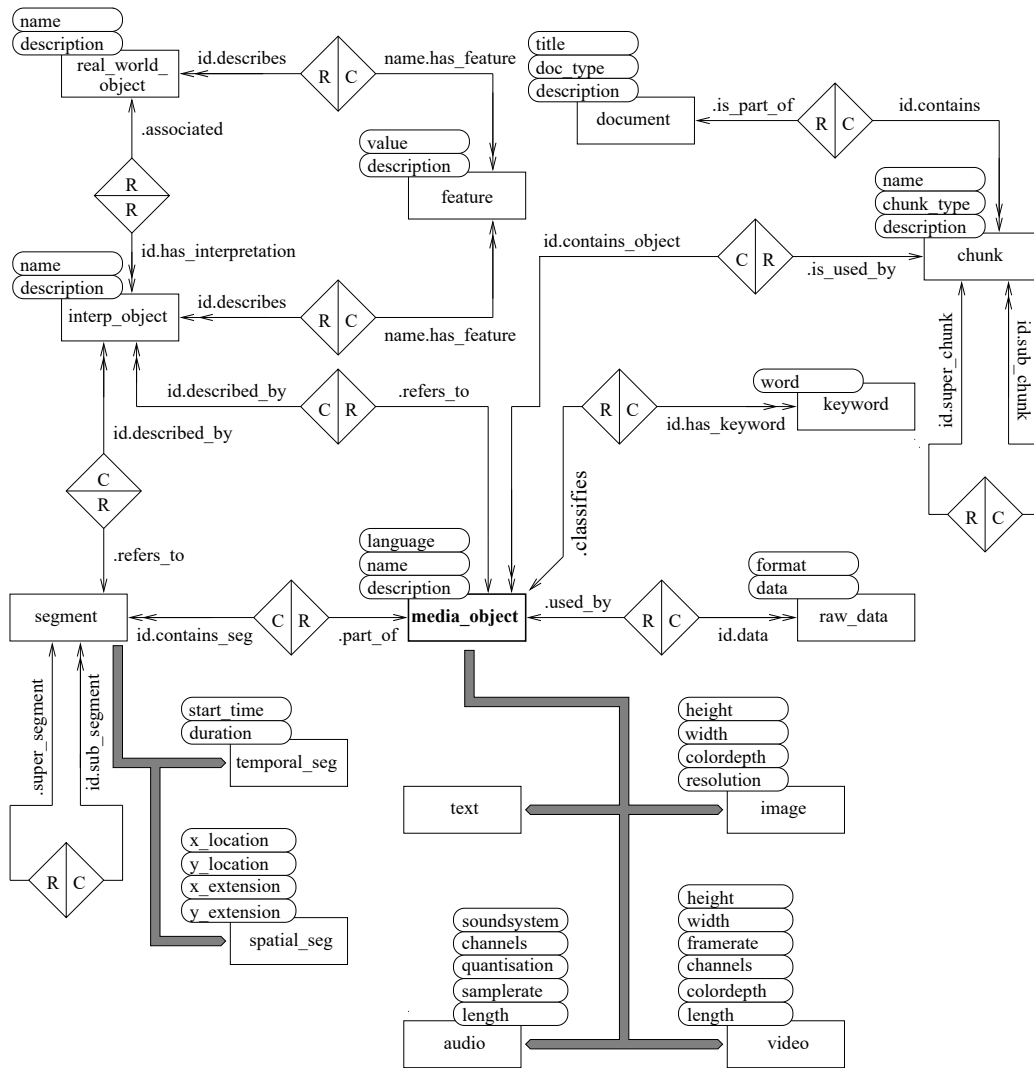 name
description
real_world_
object
id.describes
R
C
name.has_feature
.associated
R
R
id.has_interpretation
value
description
feature
name
description
interp_object
id.describes
R
C
name.has_feature
title
doc_type
description
document
.is_part_of
R
C
id.contains
name
chunk_type
description
chunk
id.contains_object
C
R
.is_used_by
id.super_chunk
id.sub_chunk
R
C
id.described_by
C
R
.refers_to
id.described_by
C
R
.refers_to
R
C
id.has_keyword
.classifies
word
keyword
language
name
description
media_object
segment
id.contains_seg
C
R
.part_of
.used_by
R
C
id.data
format
data
raw_data
.super_segment
id.sub_segment
R
C
start_time
duration
temporal_seg
x_location
y_location
x_extension
y_extension
spatial_seg
text
height
width
colordepth
resolution
image
soundsystem
channels
quantisation
samplerate
length
audio
height
width
framerate
channels
colordepth
length
video